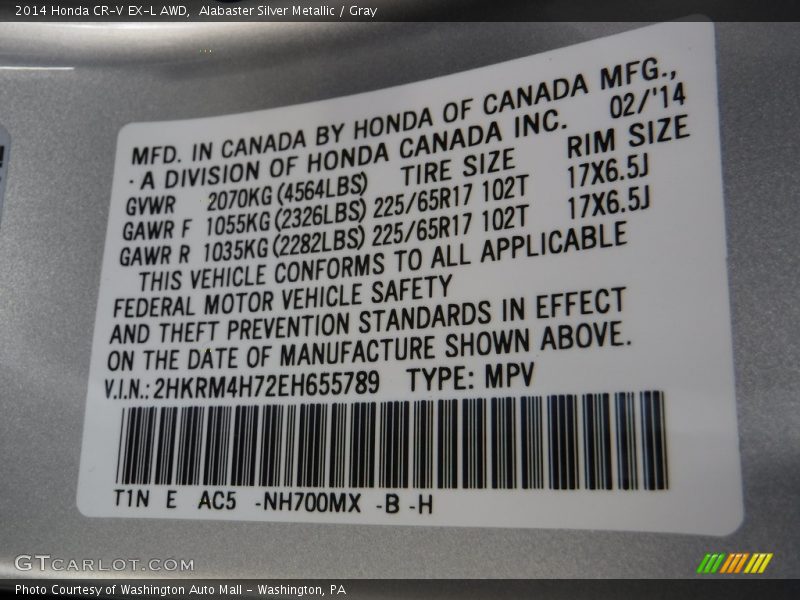 2014 Honda CR-V EX-L AWD,  Alabaster Silver Metallic / Gray
MFD. IN CANADA BY HONDA OF CANADA MFG.,
·A DIVISION OF HONDA CANADA INC. 02/'14
GVWR 2070KG (4564LBS) TIRE SIZE RIM SIZE
GAWR F 1055KG (2326LBS) 225/65R17 102T 17X6.5J
GAWR R 1035KG (2282LBS) 225/65R17 102T 17X6.5J
THIS VEHICLE CONFORMS TO ALL APPLICABLE
FEDERAL MOTOR VEHICLE SAFETY
AND THEFT PREVENTION STANDARDS IN EFFECT
ON THE DATE OF MANUFACTURE SHOWN ABOVE.
V.I.N.: 2HKRM4H72EH655789 TYPE: MPV
T1N E AC5 -NH700MX -B -H
GTCARLOT.COM
Photo Courtesy of Washington Auto Mall - Washington, PA